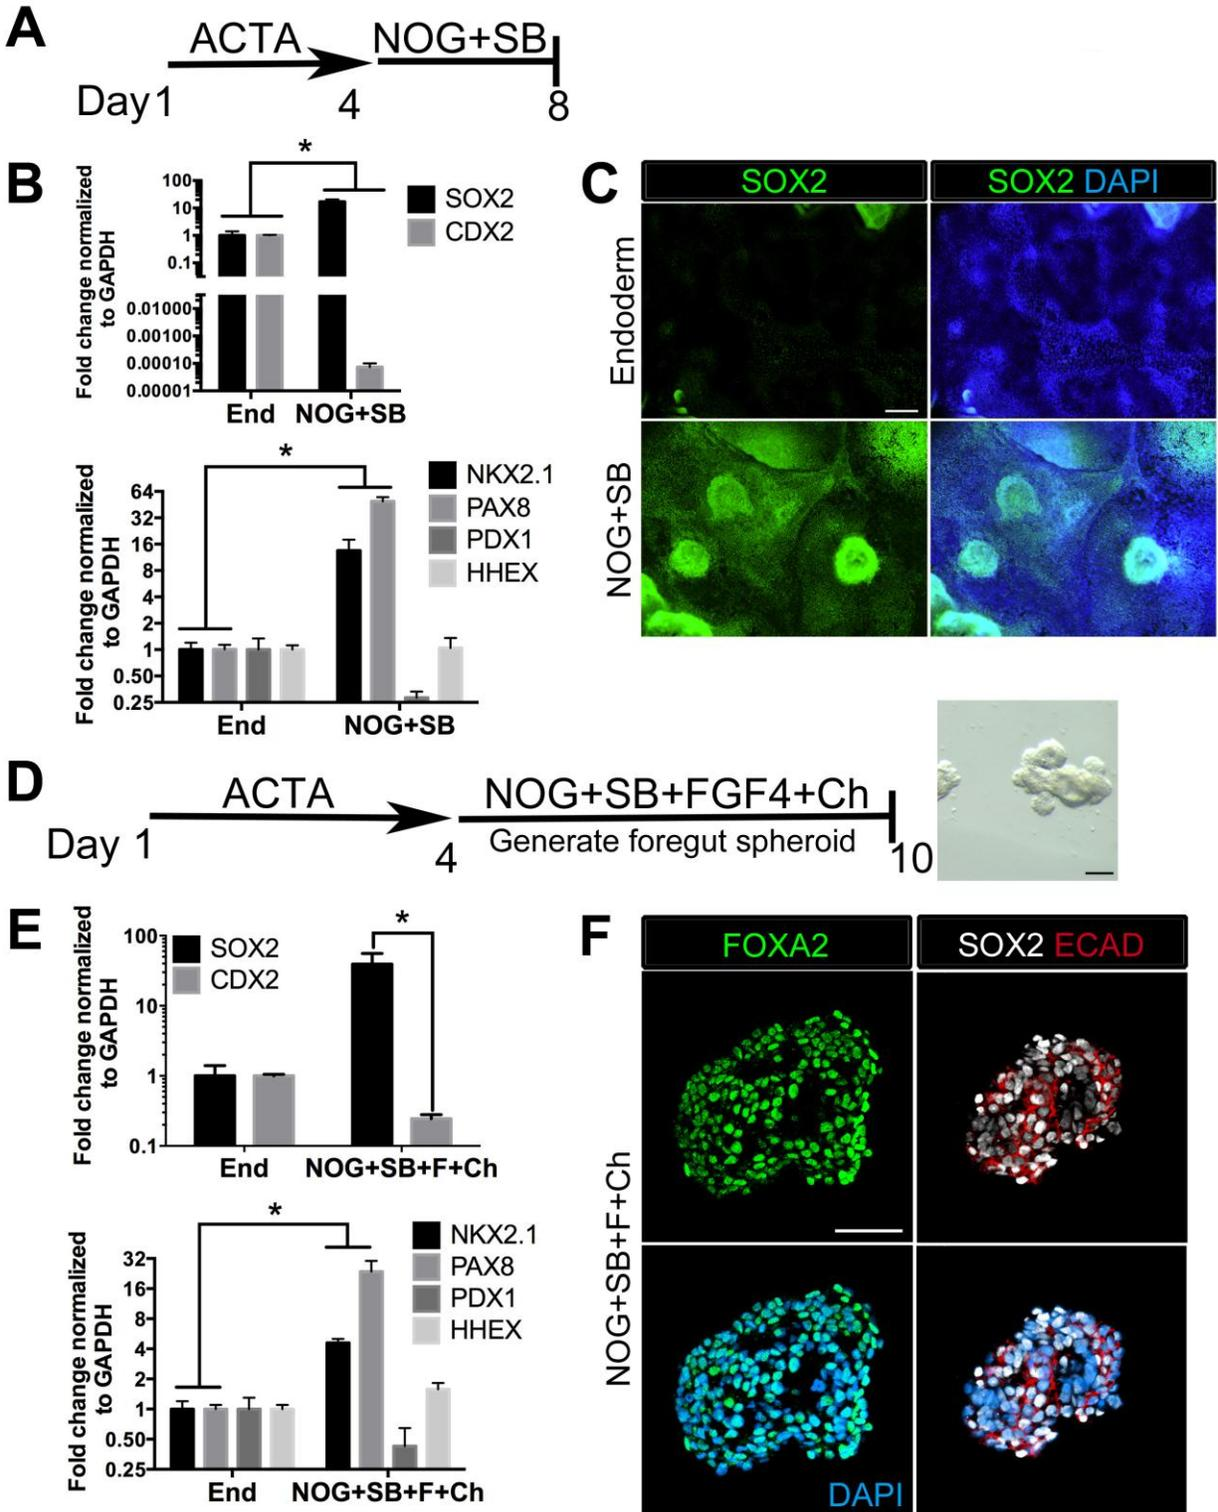 A
ACTA NOG+SB
Day 1 4 8
B
*
Fold change normalized
to GAPDH
100
10
1
0.1
0.01000
0.00100
0.00010
0.00001
SOX2
CDX2
End NOG+SB
*
Fold change normalized
to GAPDH
64
32
16
8
4
2
1
0.50
0.25
NKX2.1
PAX8
PDX1
HHEX
End NOG+SB
C
SOX2 SOX2 DAPI
Endoderm
NOG+SB
D
ACTA NOG+SB+FGF4+Ch
Generate foregut spheroid
Day 1 4 10
E
*
Fold change normalized
to GAPDH
100
10
1
0.1
SOX2
CDX2
End NOG+SB+F+Ch
*
Fold change normalized
to GAPDH
32
16
8
4
2
1
0.50
0.25
NKX2.1
PAX8
PDX1
HHEX
End NOG+SB+F+Ch
F
FOXA2 SOX2 ECAD
NOG+SB+F+Ch
DAPI